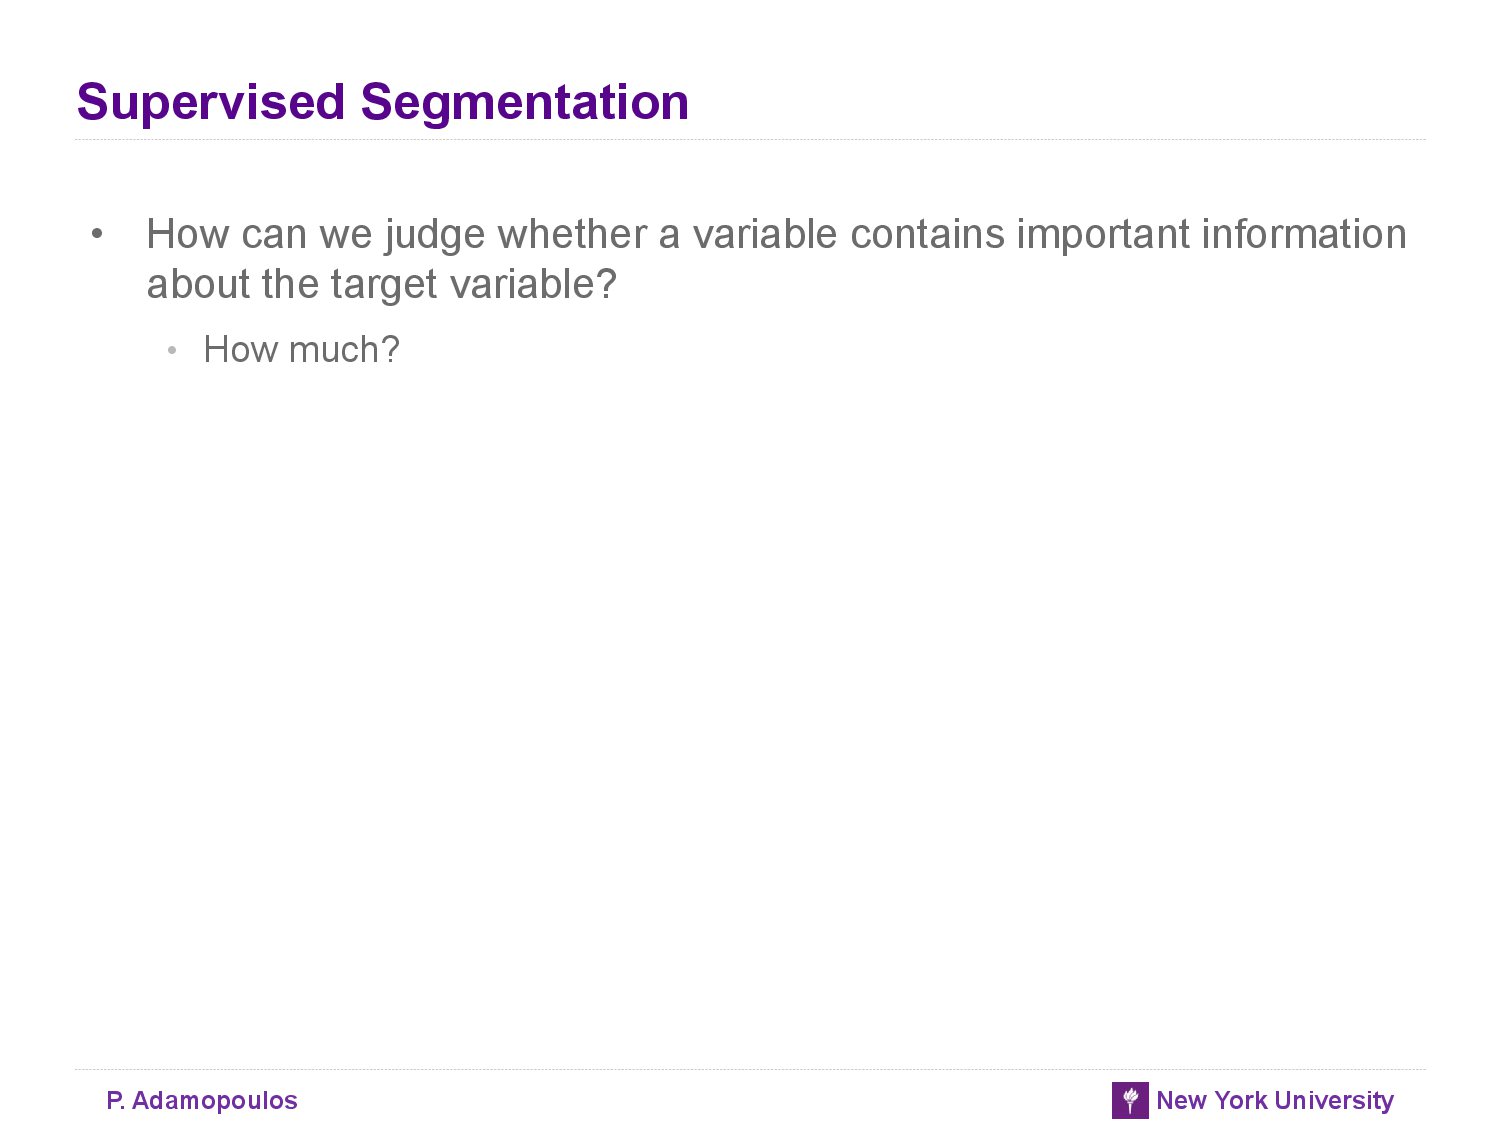 Supervised Segmentation
• How can we judge whether a variable contains important information
about the target variable?
• How much?
P. Adamopoulos
New York University